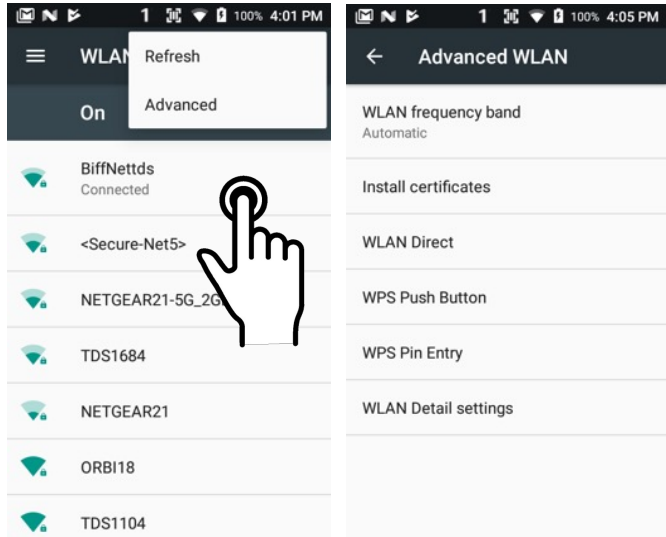 1 100% 4:01 PM
WLAN
Refresh
Advanced
On
BiffNettds
Connected
<Secure-Net5>
NETGEAR21-5G_2G
TDS1684
NETGEAR21
ORBI18
TDS1104
1 100% 4:05 PM
Advanced WLAN
WLAN frequency band
Automatic
Install certificates
WLAN Direct
WPS Push Button
WPS Pin Entry
WLAN Detail settings